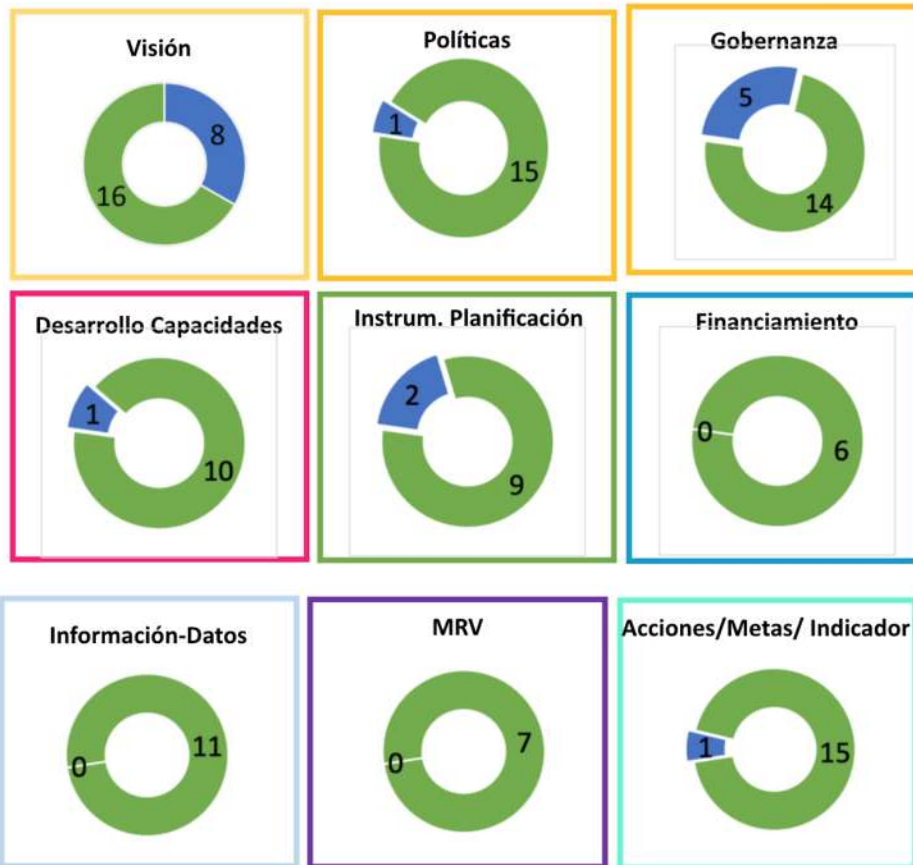 Visión
8
16
Políticas
1
15
Gobernanza
5
14
Desarrollo Capacidades
1
10
Instrum. Planificación
2
9
Financiamiento
0
6
Información-Datos
11
0
MRV
7
0
Acciones/Metas/ Indicador
1
15